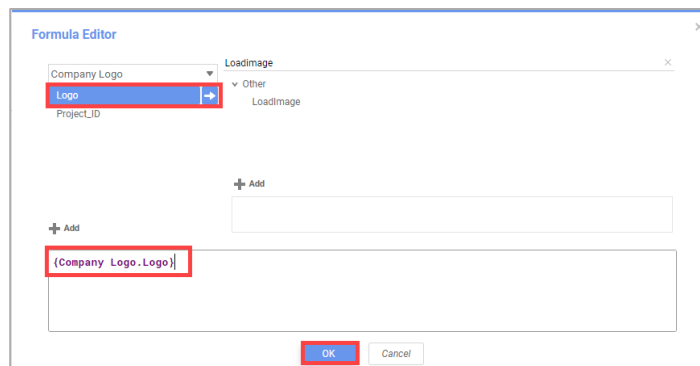 Formula Editor
Loadimage
Company Logo
Other
Logo
LoadImage
Project_ID
Add
Add
{Company Logo.Logo}
OK
Cancel